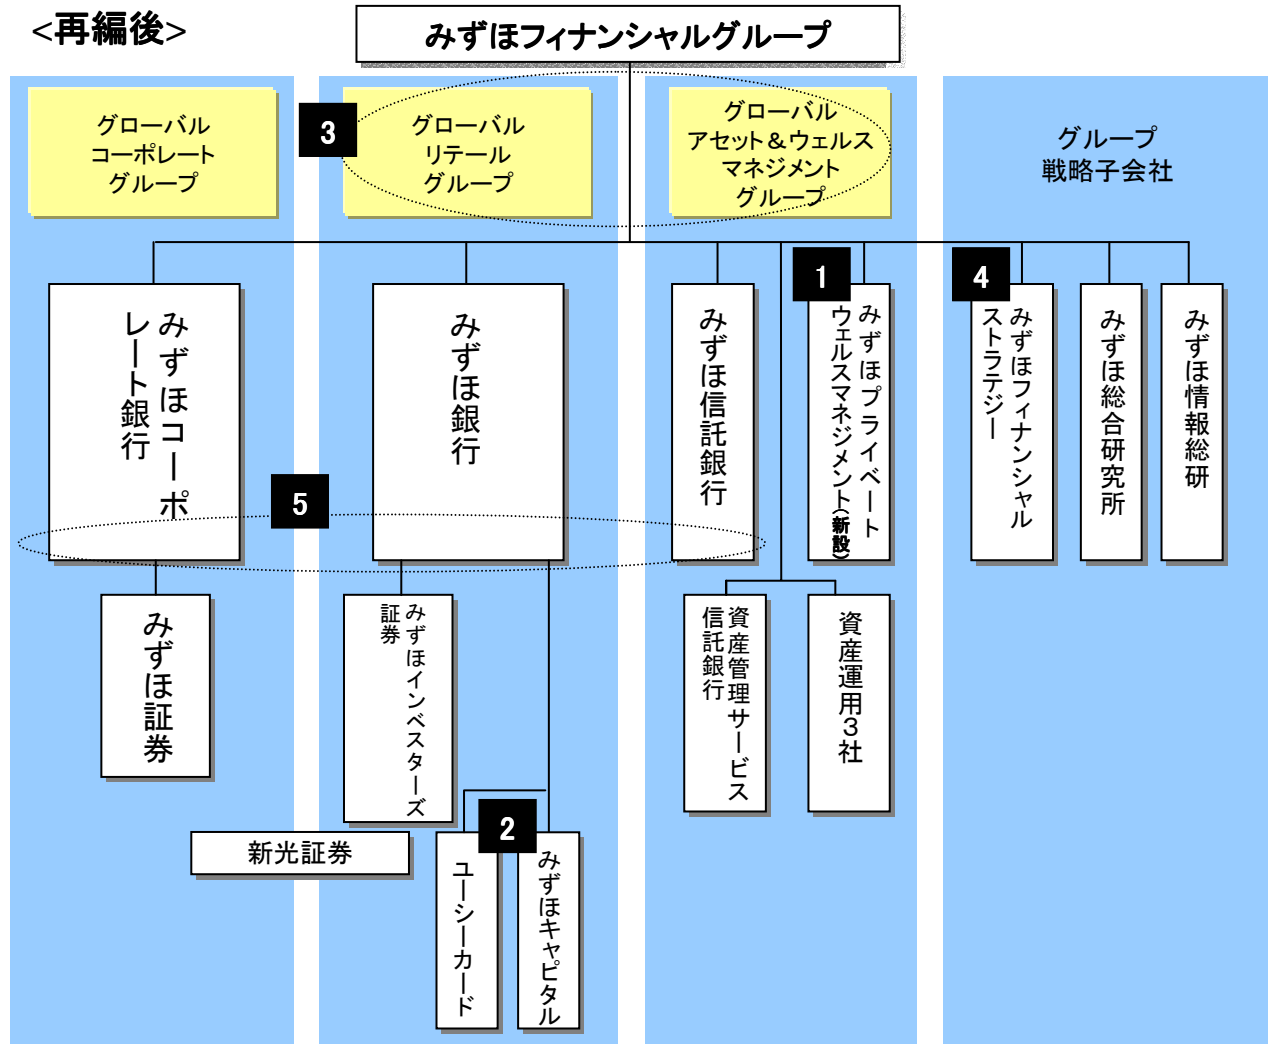 <再編後>
みずほフィナンシャルグループ
グローバル
コーポレート
グループ
3
グローバル
リテール
グループ
グローバル
アセット＆ウェルス
マネジメント
グループ
グループ
戦略子会社
みずほコーポ
レート銀行
みずほ銀行
みずほ信託銀行
1
みずほプライベート
ウェルスマネジメント(新設)
4
みずほフィナンシャル
ストラテジー
みずほ総合研究所
みずほ情報総研
5
みずほ証券
みずほインベスターズ
証券
資産管理サービス
信託銀行
資産運用３社
新光証券
2
ユーシーカード
みずほキャピタル